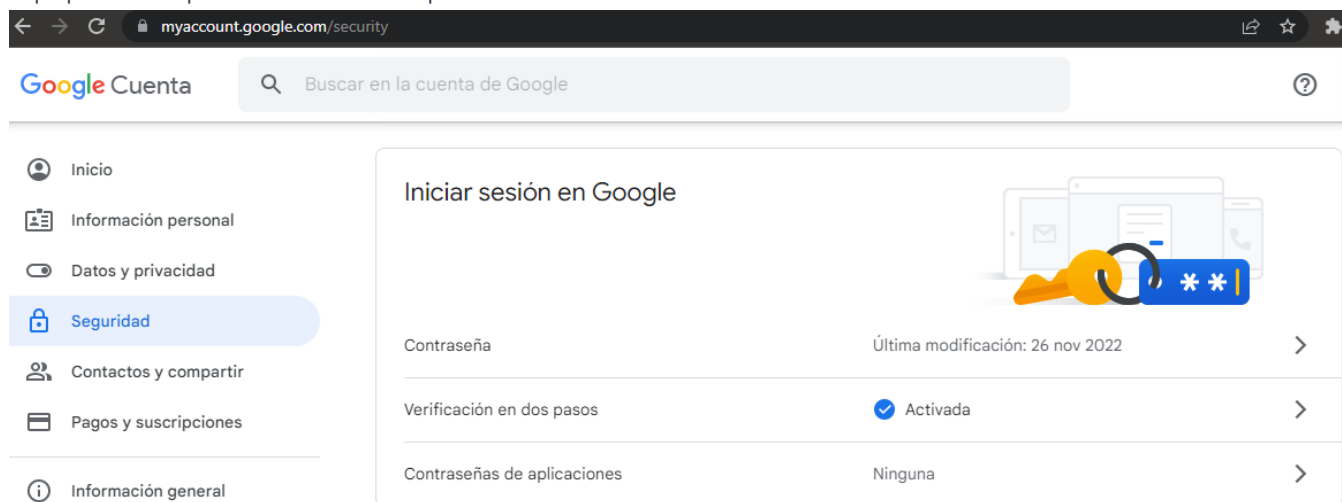 myaccount.google.com/security
Google Cuenta
Buscar en la cuenta de Google
Inicio
Información personal
Datos y privacidad
Seguridad
Contactos y compartir
Pagos y suscripciones
Información general
Iniciar sesión en Google
Contraseña Última modificación: 26 nov 2022
Verificación en dos pasos Activada
Contraseñas de aplicaciones Ninguna